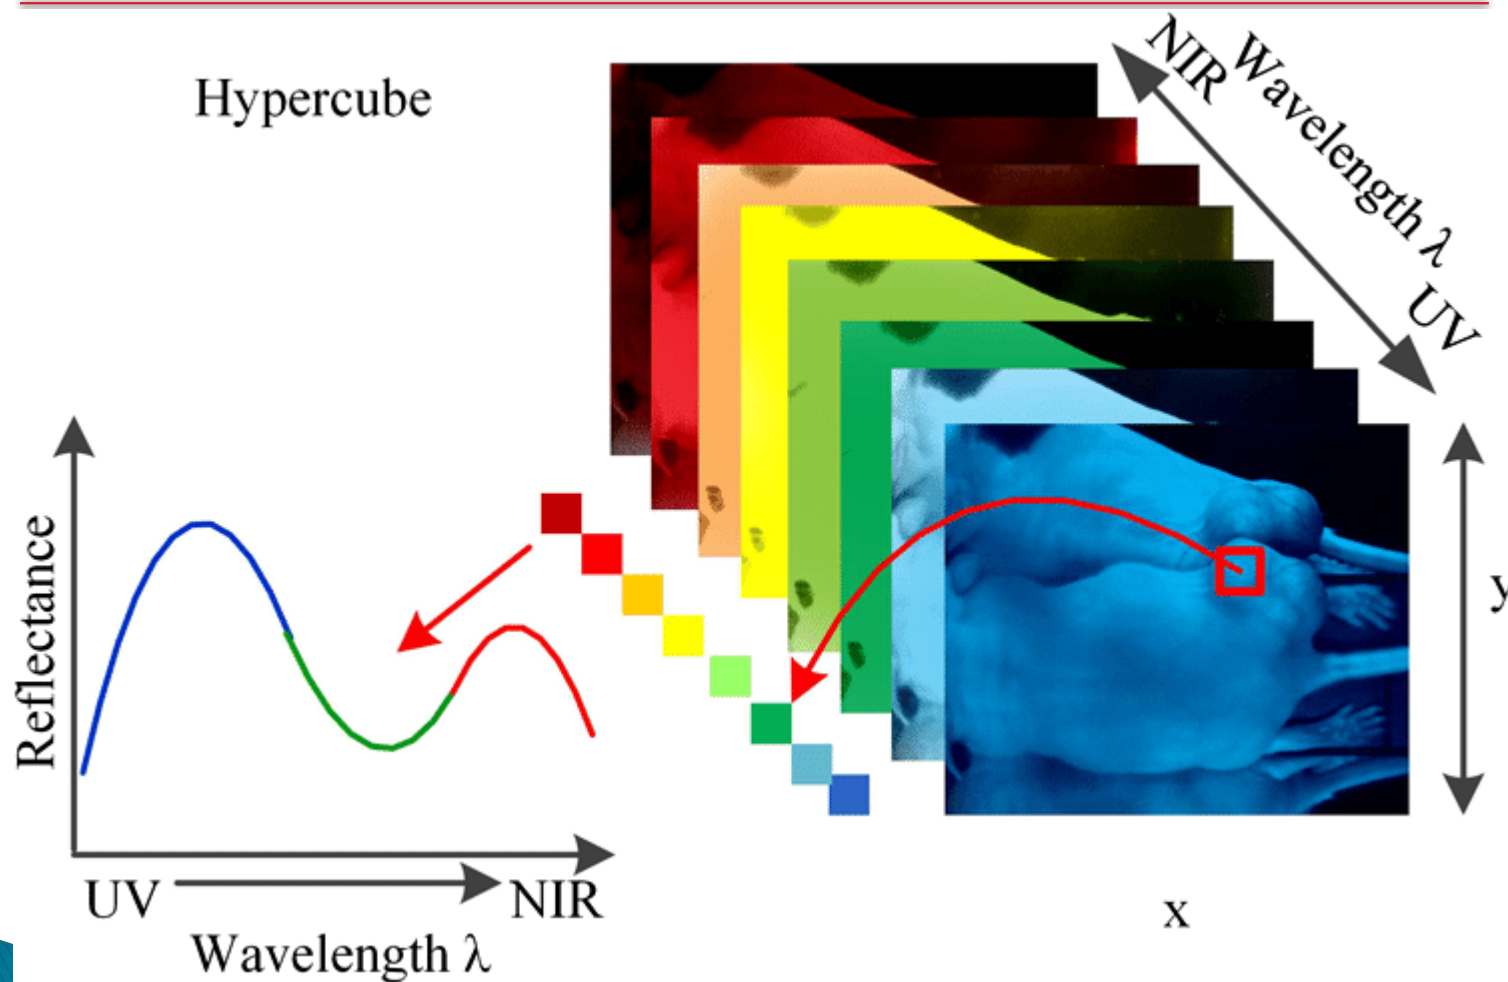 Hypercube
NIR
Wavelength λ
UV
Reflectance
y
UV
NIR
Wavelength λ
x